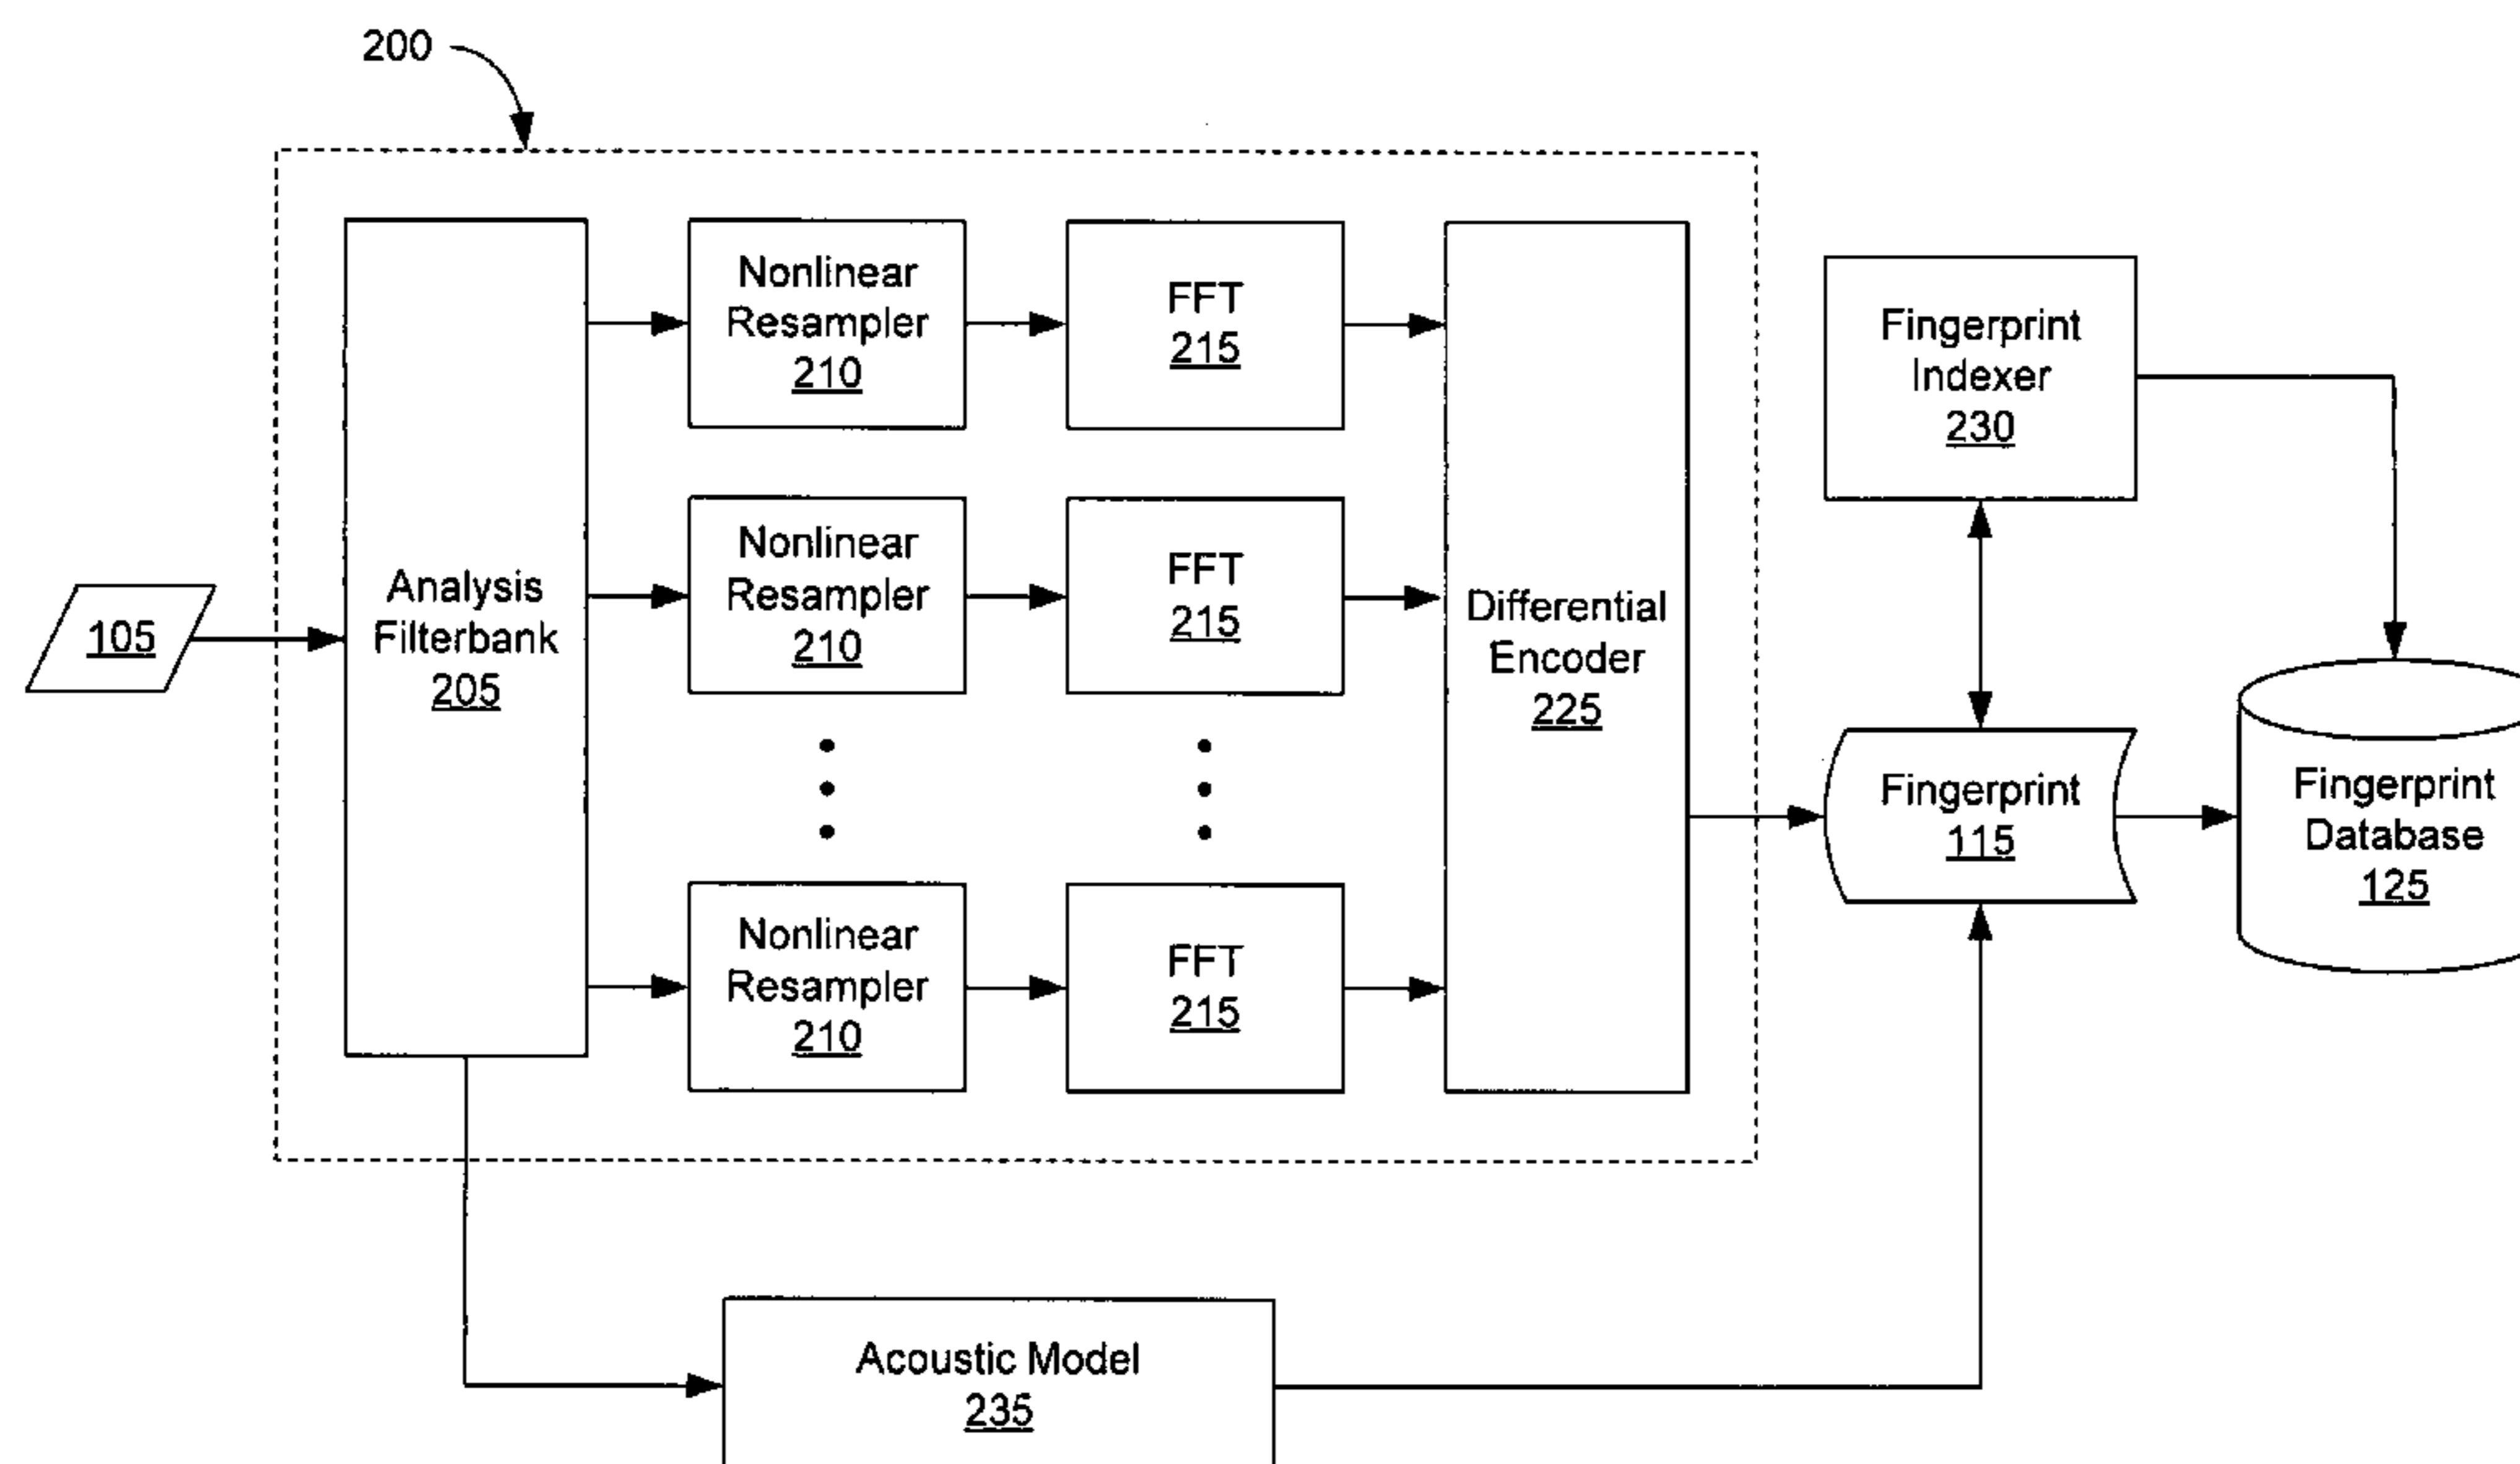 200
Nonlinear
Resampler
210
FFT
215
Nonlinear
Resampler
210
FFT
215
Nonlinear
Resampler
210
FFT
215
105
Analysis
Filterbank
205
Differential
Encoder
225
Fingerprint
Indexer
230
Fingerprint
115
Fingerprint
Database
125
Acoustic Model
235